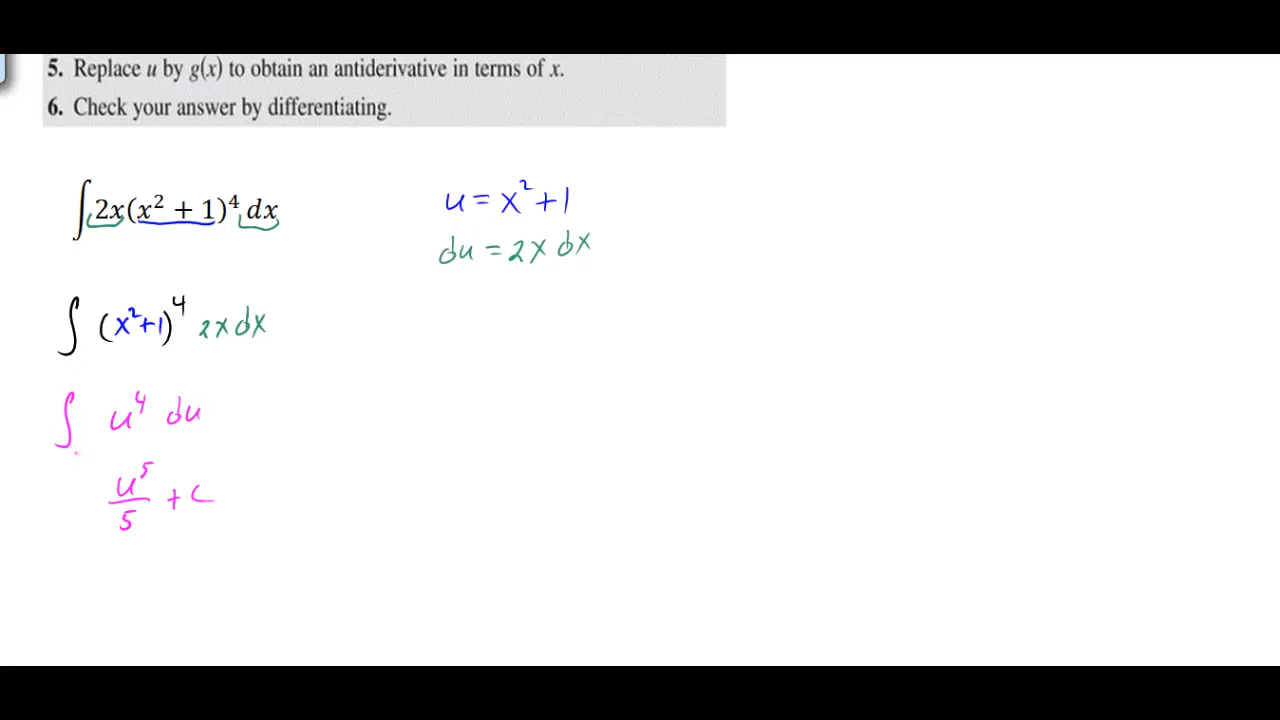 5. Replace u by g(x) to obtain an antiderivative in terms of x.
6. Check your answer by differentiating.
∫ 2x(x² + 1)⁴ dx
u = x² + 1
du = 2x dx
∫ (x²+1)⁴ 2x dx
∫ u⁴ du
u⁵/5 + C